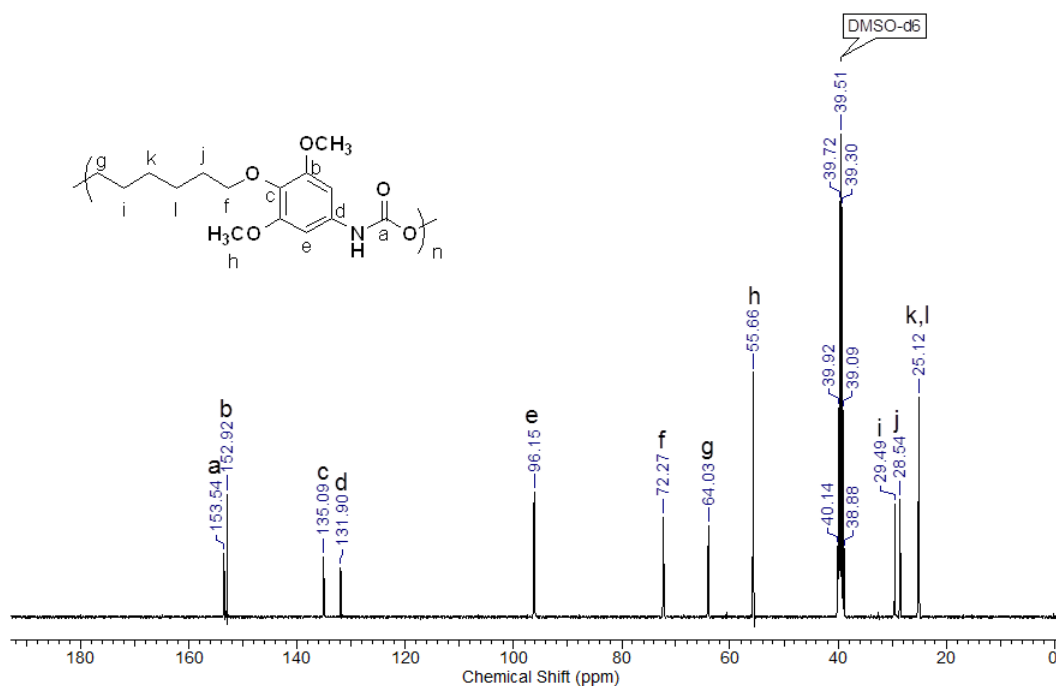 DMSO-d6
39.51
39.72
39.30
g
k
j
OCH3
b
i
l
O
f
c
d
O
a
N
H
O
n
H3CO
h
e
h
55.66
39.92
39.09
k,l
25.12
a
153.54
b
152.92
c
135.09
d
131.90
e
96.15
f
72.27
g
64.03
40.14
38.88
i
29.49
j
28.54
180
160
140
120
100
80
60
40
20
0
Chemical Shift (ppm)